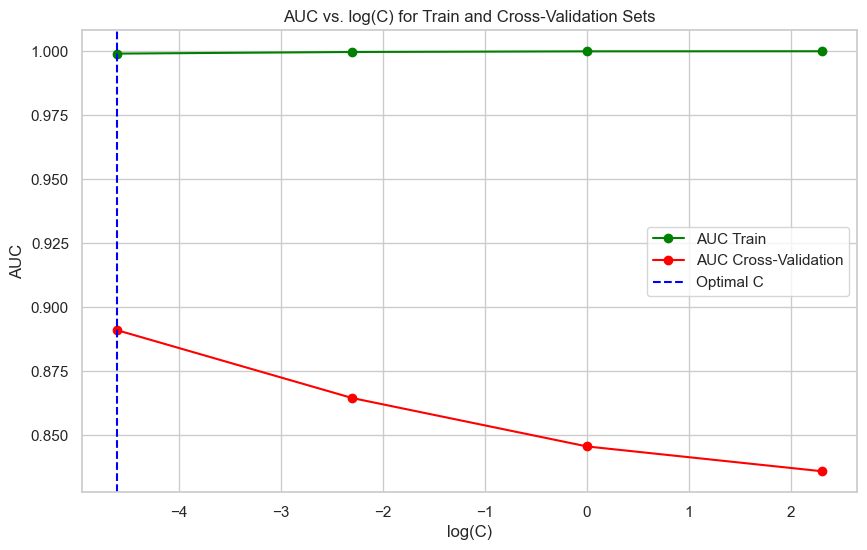 AUC vs. log(C) for Train and Cross-Validation Sets
1.000
0.975
0.950
0.925
0.900
0.875
0.850
AUC
AUC Train
AUC Cross-Validation
Optimal C
−4
−3
−2
−1
0
1
2
log(C)